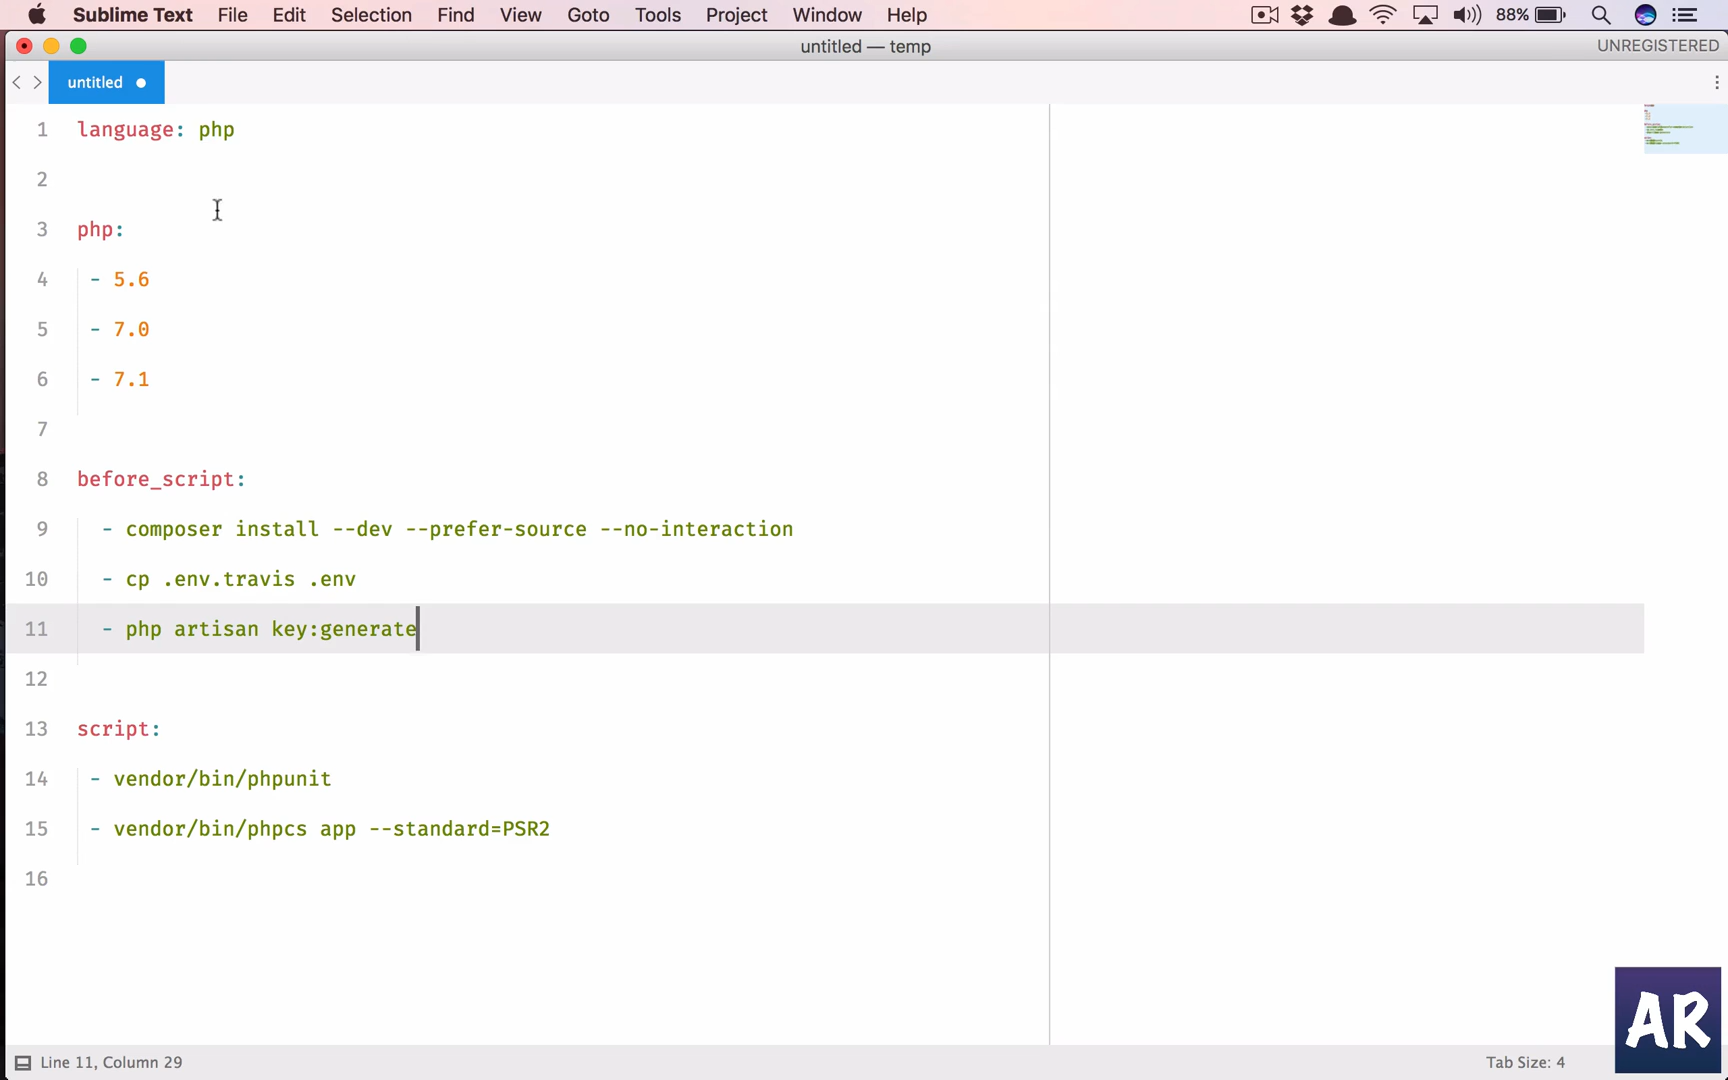 Sublime Text File Edit Selection Find View Goto Tools Project Window Help 88%
untitled — temp UNREGISTERED
untitled
1 language: php
2
3 php:
4 - 5.6
5 - 7.0
6 - 7.1
7
8 before_script:
9 - composer install --dev --prefer-source --no-interaction
10 - cp .env.travis .env
11 - php artisan key:generate
12
13 script:
14 - vendor/bin/phpunit
15 - vendor/bin/phpcs app --standard=PSR2
16
AR
Line 11, Column 29 Tab Size: 4